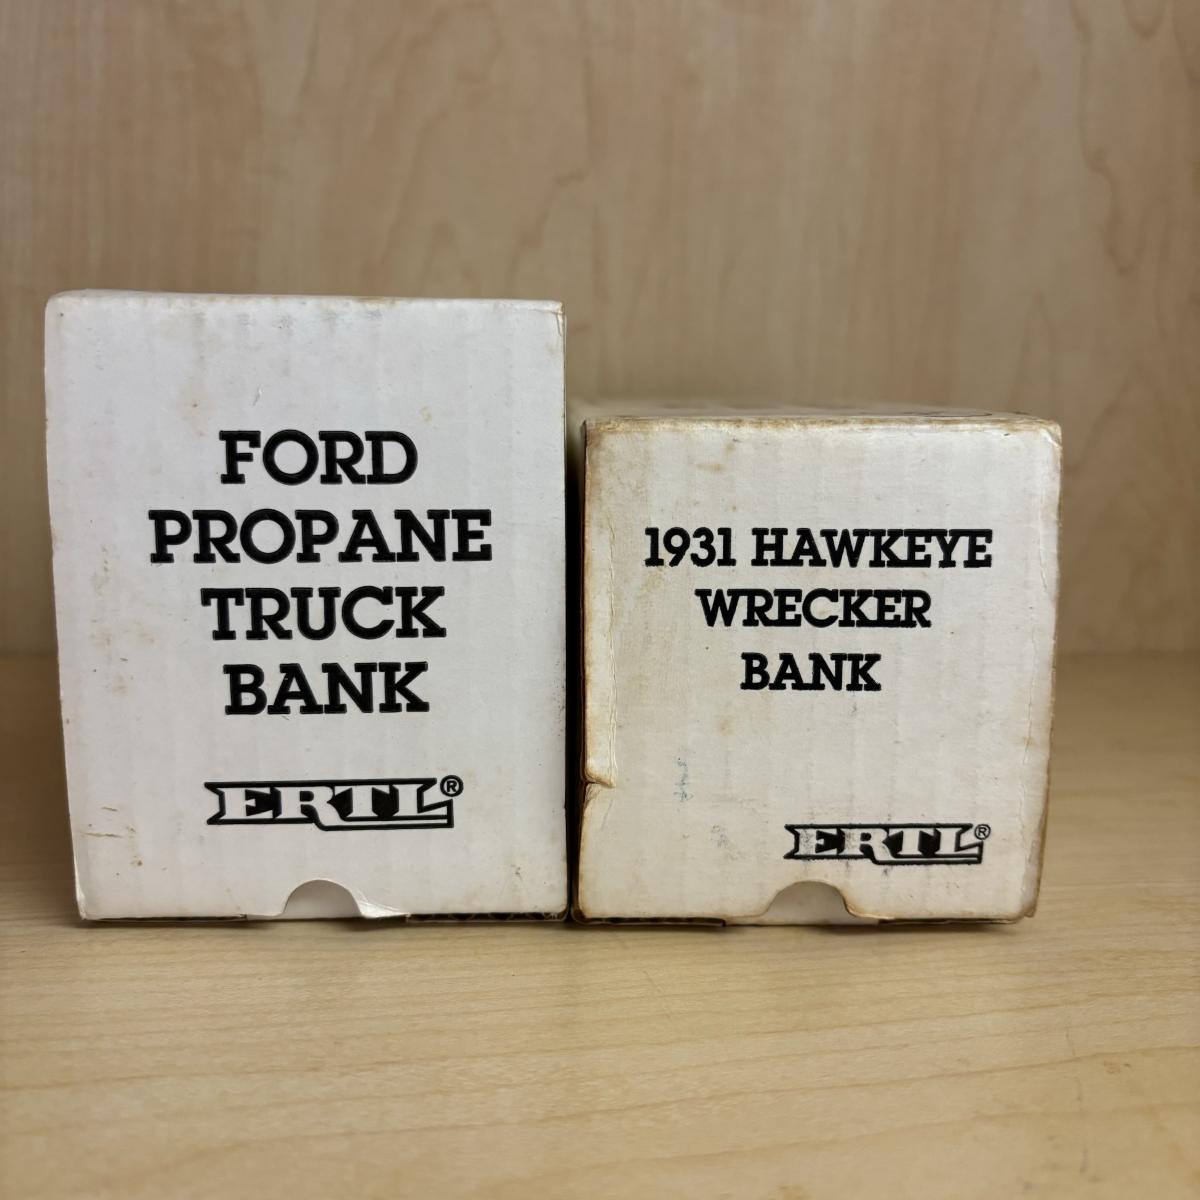 FORD
PROPANE
TRUCK
BANK
ERTL®
1931 HAWKEYE
WRECKER
BANK
ERTL®